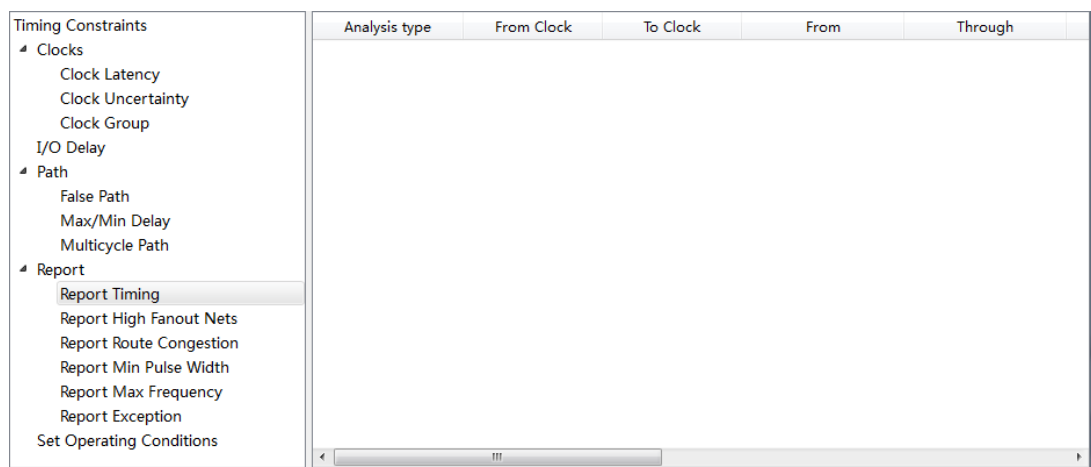 Timing Constraints
Clocks
Clock Latency
Clock Uncertainty
Clock Group
I/O Delay
Path
False Path
Max/Min Delay
Multicycle Path
Report
Report Timing
Report High Fanout Nets
Report Route Congestion
Report Min Pulse Width
Report Max Frequency
Report Exception
Set Operating Conditions
Analysis type From Clock To Clock From Through